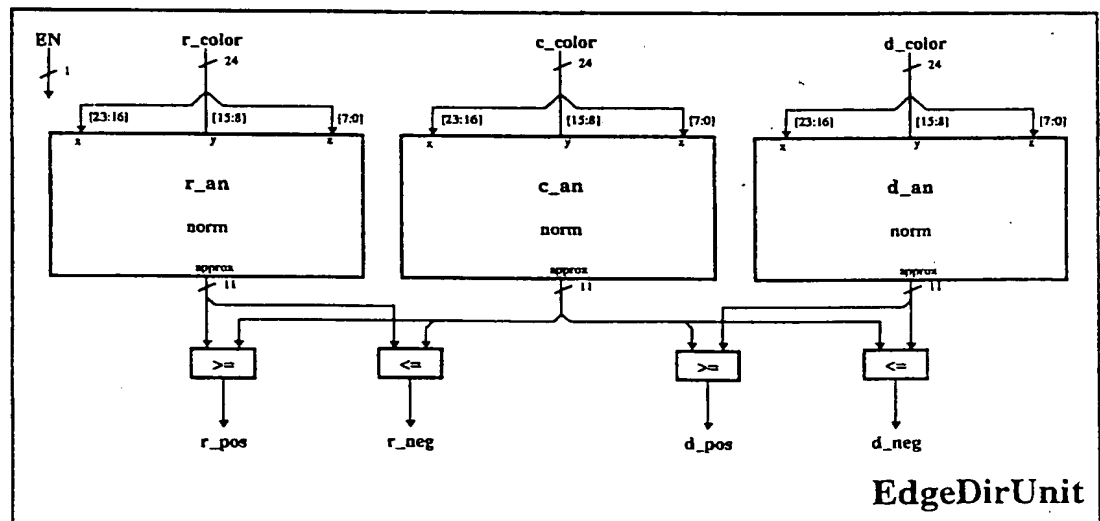 EN r_color c_color d_color
1 24 24 24
[23:16] [15:8] [7:0] [23:16] [15:8] [7:0] [23:16] [15:8] [7:0]
x y z x y z x y z
r_an c_an d_an
norm norm norm
approx approx approx
11 11 11
>= <= >= <=
r_pos r_neg d_pos d_neg
EdgeDirUnit